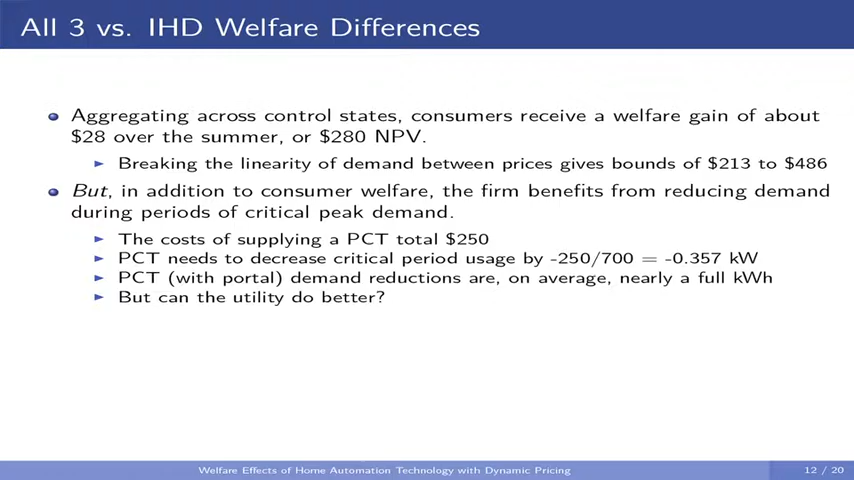 All 3 vs. IHD Welfare Differences
Aggregating across control states, consumers receive a welfare gain of about
$28 over the summer, or $280 NPV.
Breaking the linearity of demand between prices gives bounds of $213 to $486
But, in addition to consumer welfare, the firm benefits from reducing demand
during periods of critical peak demand.
The costs of supplying a PCT total $250
PCT needs to decrease critical period usage by -250/700 = -0.357 kW
PCT (with portal) demand reductions are, on average, nearly a full kWh
But can the utility do better?
Welfare Effects of Home Automation Technology with Dynamic Pricing
12 / 20